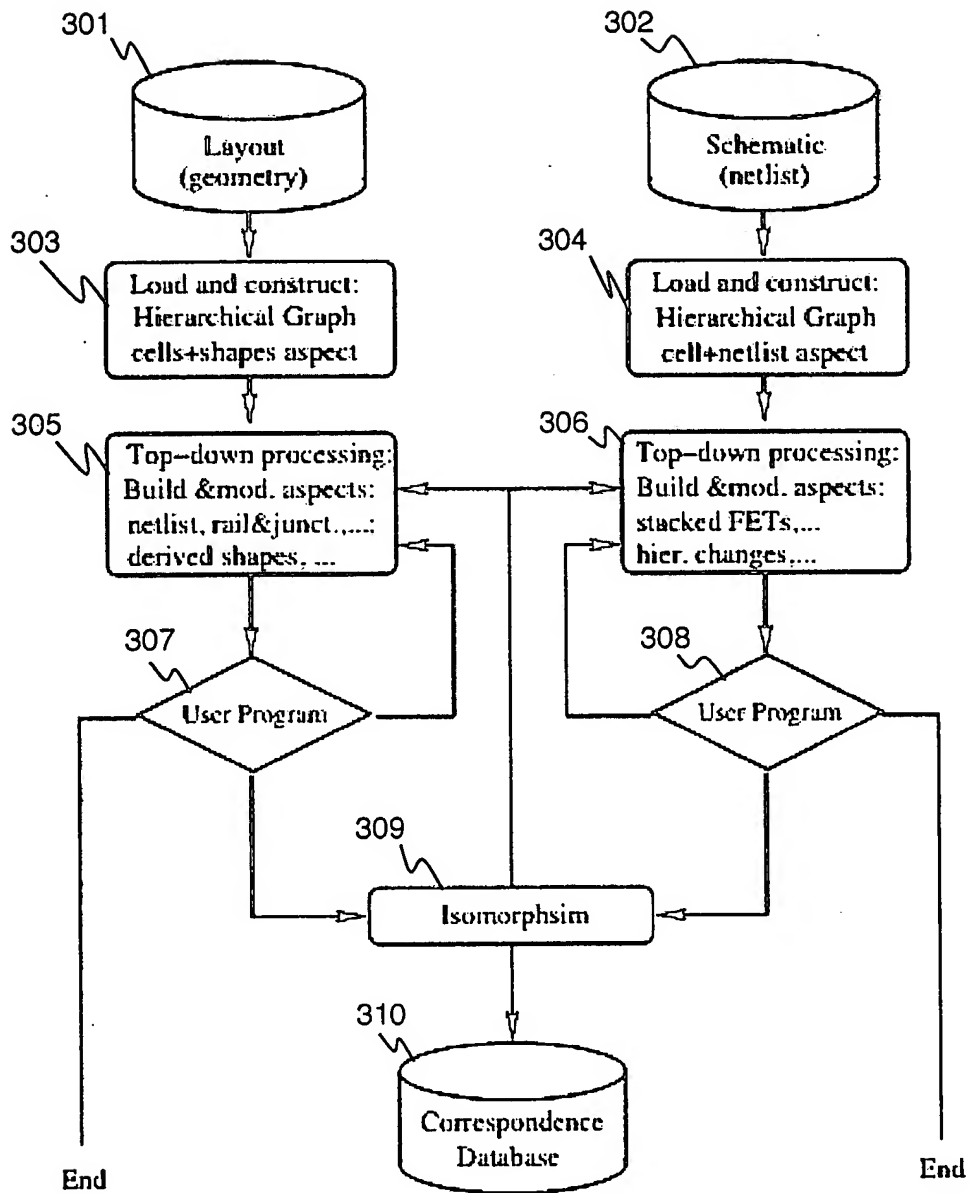 301
302
Layout
(geometry)
Schematic
(netlist)
303
304
Load and construct:
Hierarchical Graph
cells+shapes aspect
Load and construct:
Hierarchical Graph
cell+netlist aspect
305
306
Top-down processing:
Build &mod. aspects:
netlist, rail&junct.,...:
derived shapes, ...
Top-down processing:
Build &mod. aspects:
stacked FETs,...
hier. changes,...
307
308
User Program
User Program
309
Isomorphsim
310
Correspondence
Database
End
End